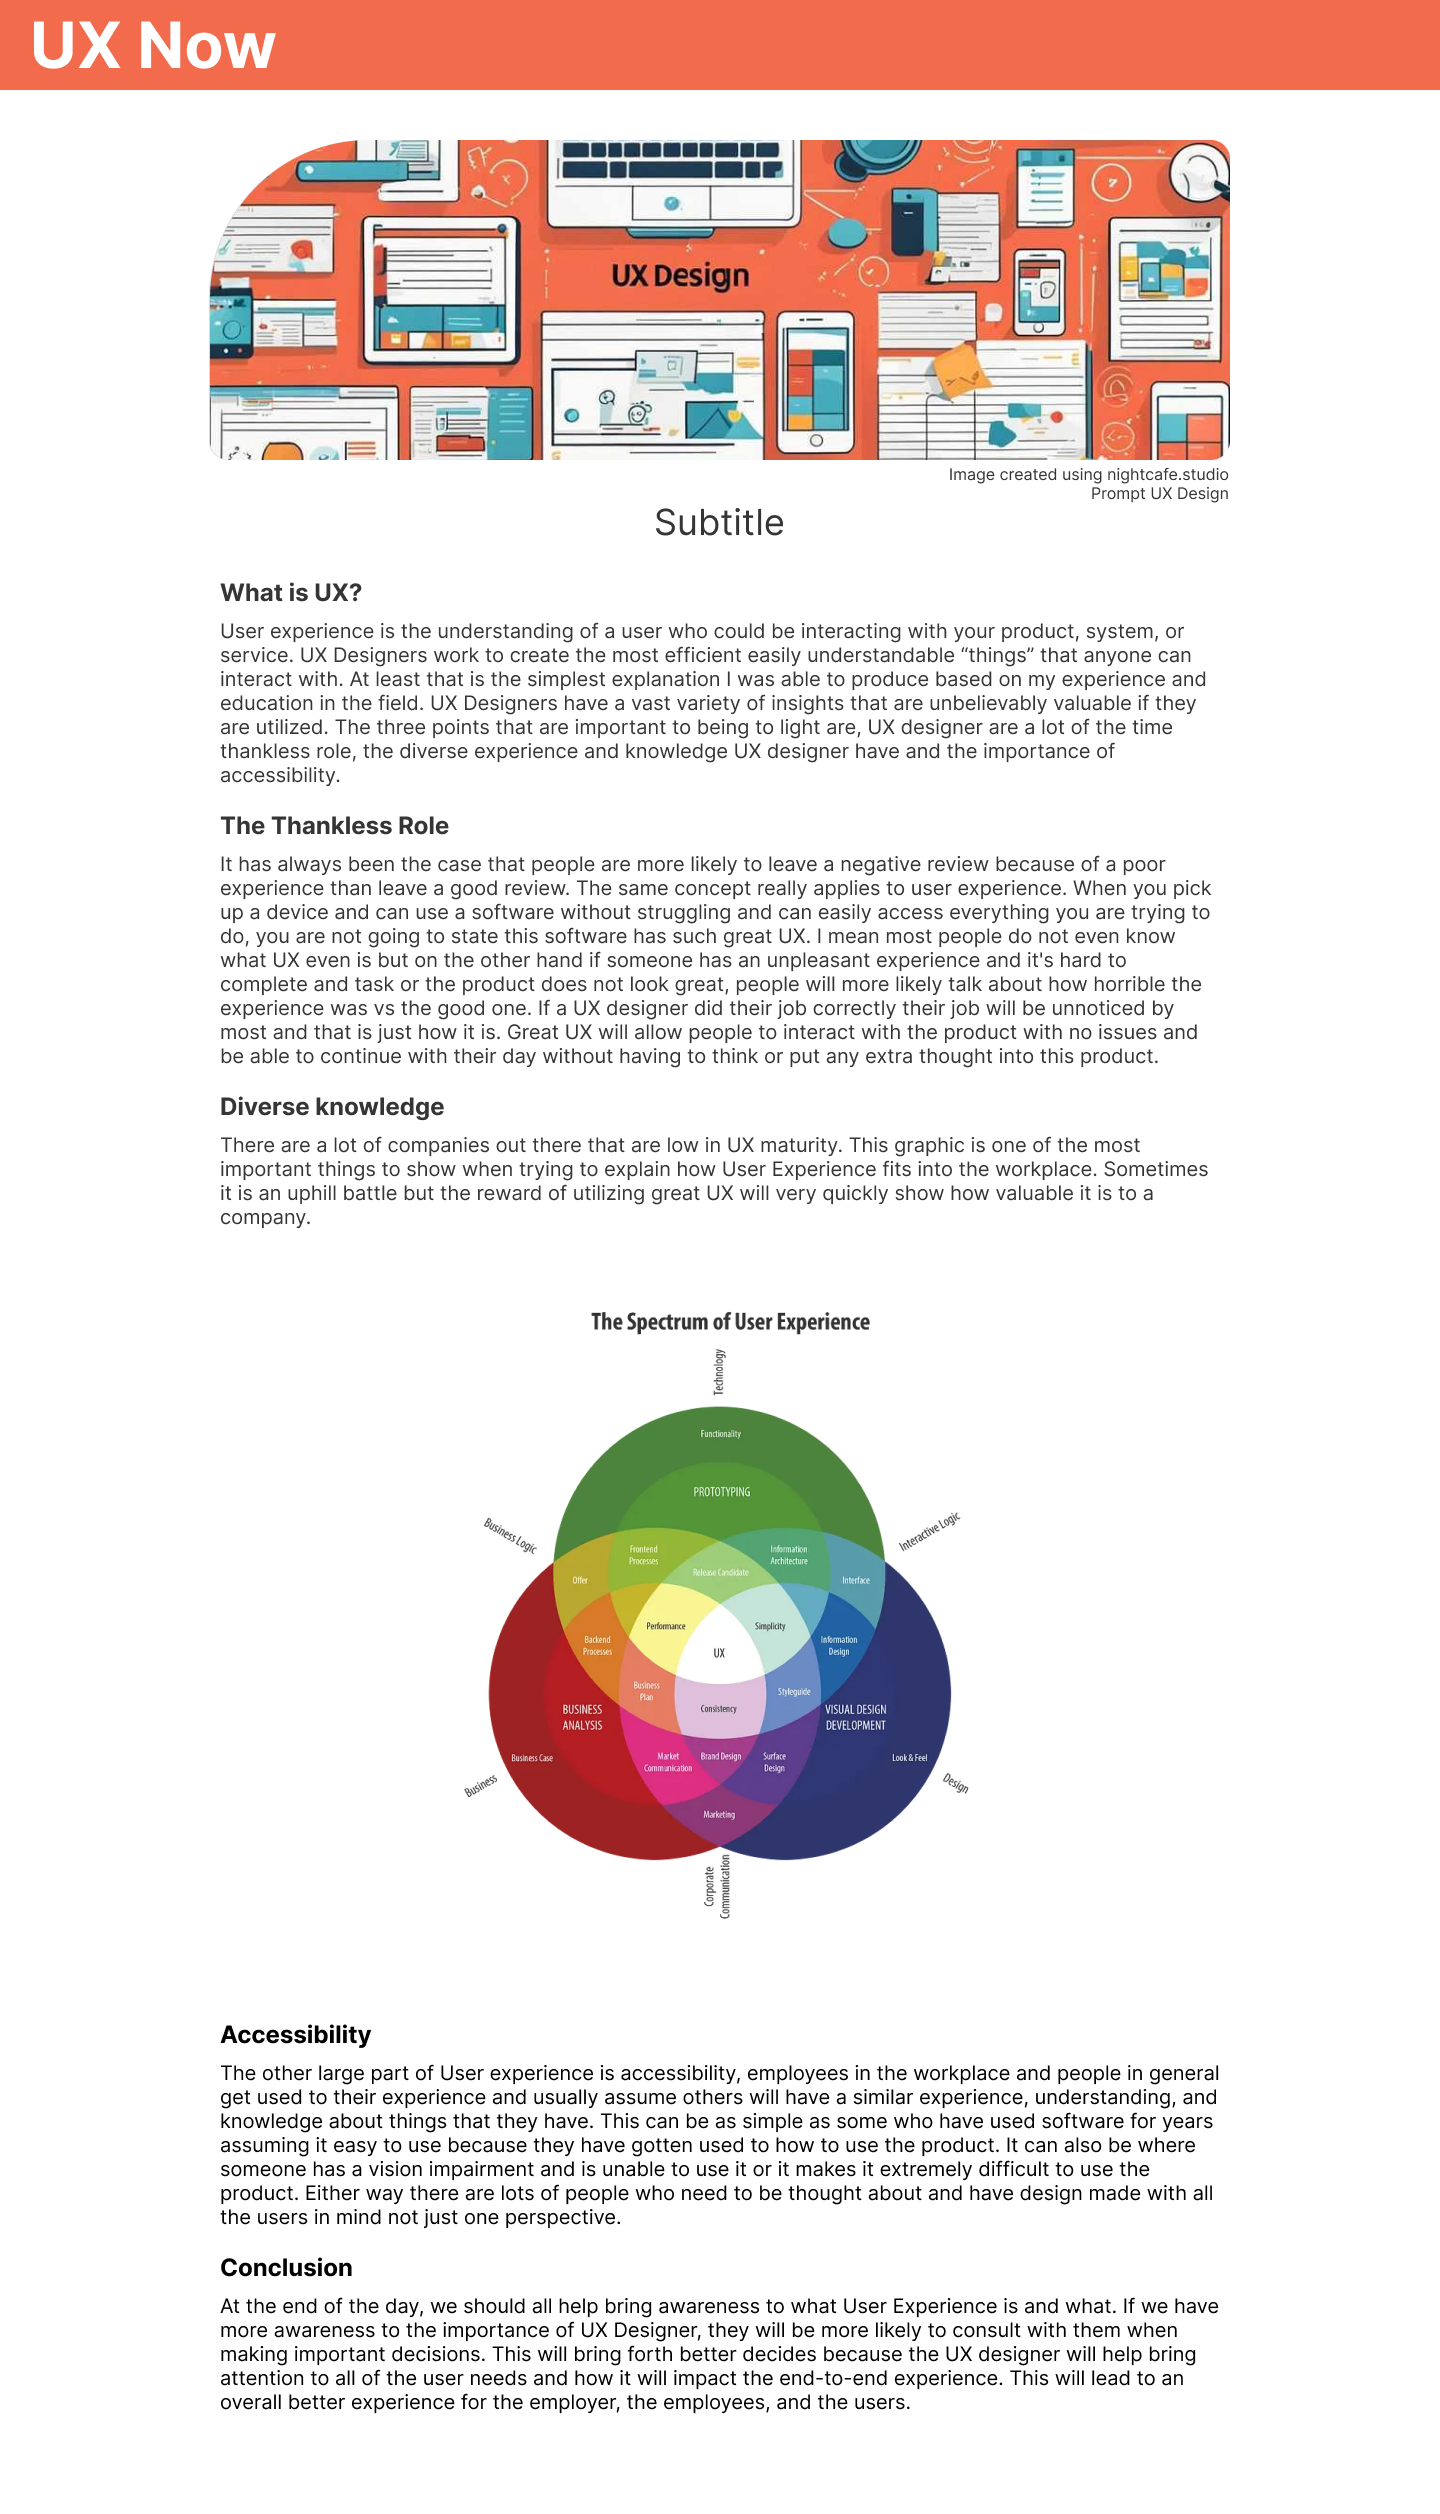 UX Now
UX Design
Image created using nightcafe.studio
Prompt UX Design
Subtitle
What is UX?
User experience is the understanding of a user who could be interacting with your product, system, or
service. UX Designers work to create the most efficient easily understandable “things” that anyone can
interact with. At least that is the simplest explanation I was able to produce based on my experience and
education in the field. UX Designers have a vast variety of insights that are unbelievably valuable if they
are utilized. The three points that are important to being to light are, UX designer are a lot of the time
thankless role, the diverse experience and knowledge UX designer have and the importance of
accessibility.
The Thankless Role
It has always been the case that people are more likely to leave a negative review because of a poor
experience than leave a good review. The same concept really applies to user experience. When you pick
up a device and can use a software without struggling and can easily access everything you are trying to
do, you are not going to state this software has such great UX. I mean most people do not even know
what UX even is but on the other hand if someone has an unpleasant experience and it's hard to
complete and task or the product does not look great, people will more likely talk about how horrible the
experience was vs the good one. If a UX designer did their job correctly their job will be unnoticed by
most and that is just how it is. Great UX will allow people to interact with the product with no issues and
be able to continue with their day without having to think or put any extra thought into this product.
Diverse knowledge
There are a lot of companies out there that are low in UX maturity. This graphic is one of the most
important things to show when trying to explain how User Experience fits into the workplace. Sometimes
it is an uphill battle but the reward of utilizing great UX will very quickly show how valuable it is to a
company.
The Spectrum of User Experience
Technology
Functionality
PROTOTYPING
Business Logic
Interactive Logic
Frontend
Processes
Information
Architecture
Release Candidate
Offer
Interface
Performance
Simplicity
Backend
Processes
UX
Information
Design
Business
Plan
Styleguide
BUSINESS
ANALYSIS
Consistency
VISUAL DESIGN
DEVELOPMENT
Business Case
Market
Communication
Brand Design
Surface
Design
Look & Feel
Business
Design
Marketing
Corporate
Communication
Accessibility
The other large part of User experience is accessibility, employees in the workplace and people in general
get used to their experience and usually assume others will have a similar experience, understanding, and
knowledge about things that they have. This can be as simple as some who have used software for years
assuming it easy to use because they have gotten used to how to use the product. It can also be where
someone has a vision impairment and is unable to use it or it makes it extremely difficult to use the
product. Either way there are lots of people who need to be thought about and have design made with all
the users in mind not just one perspective.
Conclusion
At the end of the day, we should all help bring awareness to what User Experience is and what. If we have
more awareness to the importance of UX Designer, they will be more likely to consult with them when
making important decisions. This will bring forth better decides because the UX designer will help bring
attention to all of the user needs and how it will impact the end-to-end experience. This will lead to an
overall better experience for the employer, the employees, and the users.